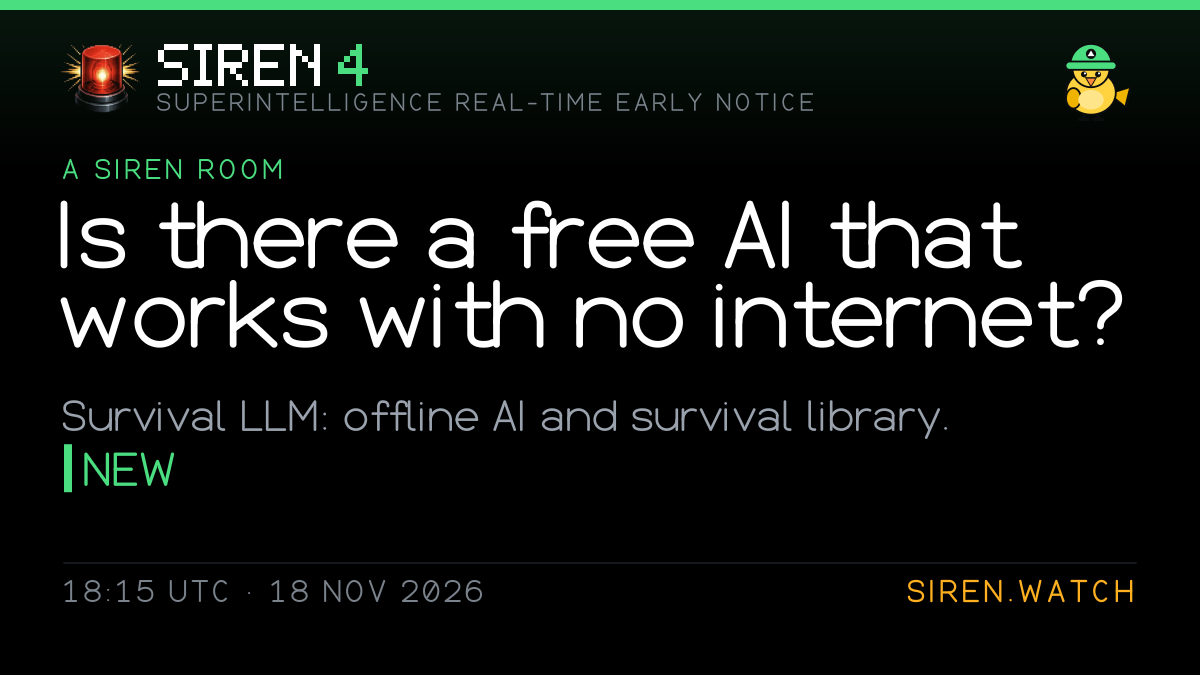 SIREN 4
SUPERINTELLIGENCE REAL-TIME EARLY NOTICE
A SIREN ROOM
Is there a free AI that
works with no internet?
Survival LLM: offline AI and survival library.
NEW
18:15 UTC · 18 NOV 2026
SIREN.WATCH